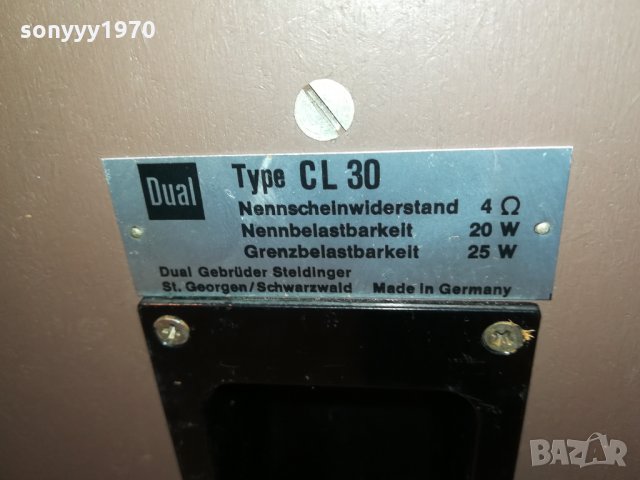 sonyyy1970
Dual
Type CL 30
Nennscheinwiderstand 4 Ω
Nennbelastbarkeit 20 W
Grenzbelastbarkeit 25 W
Dual Gebrüder Steidinger
St. Georgen/Schwarzwald Made in Germany
BAZAR